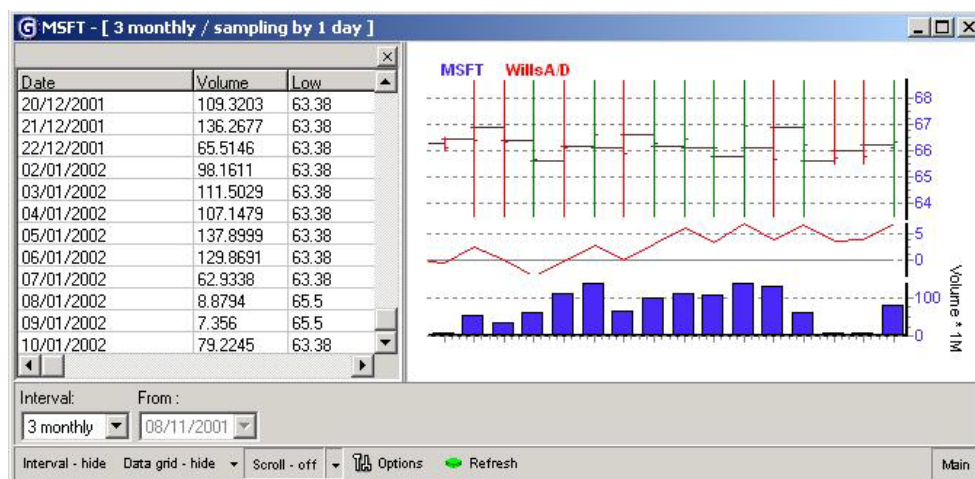 G MSFT - [ 3 monthly / sampling by 1 day ]
Date Volume Low
20/12/2001 109.3203 63.38
21/12/2001 136.2677 63.38
22/12/2001 65.5146 63.38
02/01/2002 98.1611 63.38
03/01/2002 111.5029 63.38
04/01/2002 107.1479 63.38
05/01/2002 137.8999 63.38
06/01/2002 129.8691 63.38
07/01/2002 62.9338 63.38
08/01/2002 8.8794 65.5
09/01/2002 7.356 65.5
10/01/2002 79.2245 63.38
MSFT WillsA/D
68
67
66
65
64
5
0
100
0
Volume * 1M
Interval: From :
3 monthly 08/11/2001
Interval - hide Data grid - hide Scroll - off Options Refresh Main